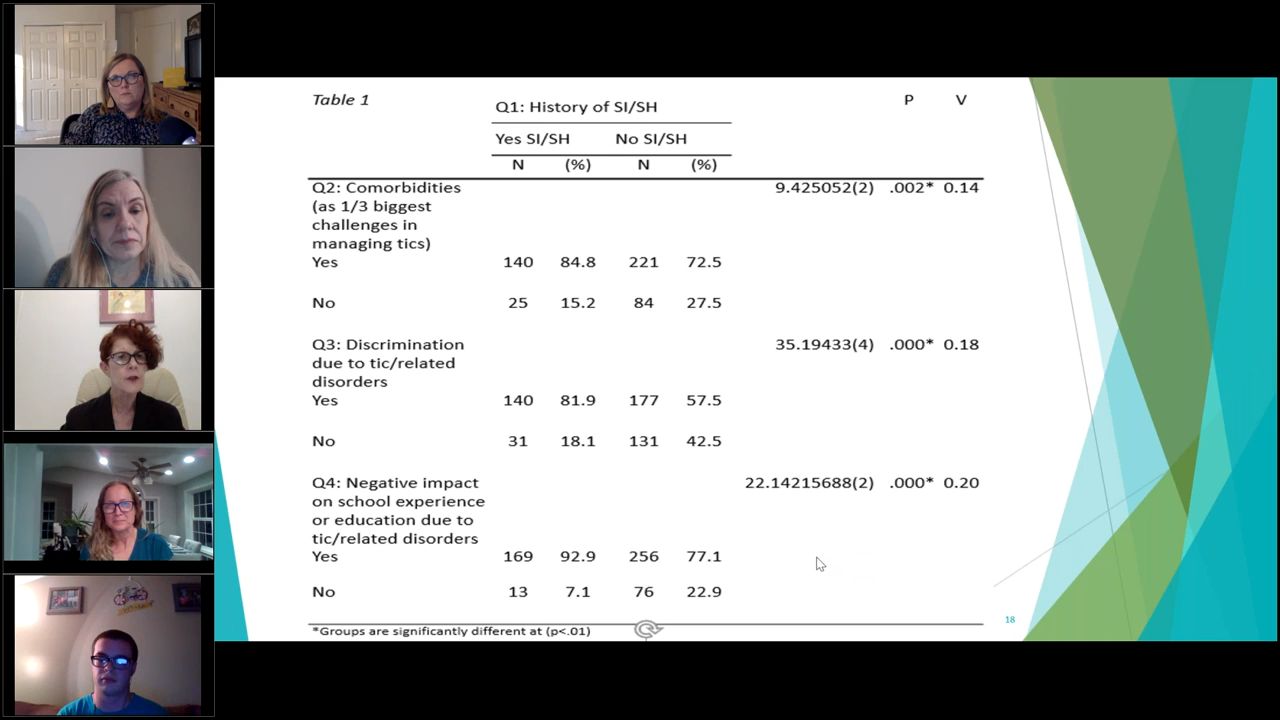 Table 1
Q1: History of SI/SH
P V
Yes SI/SH No SI/SH
N (%) N (%)
Q2: Comorbidities 9.425052(2) .002* 0.14
(as 1/3 biggest
challenges in
managing tics)
Yes 140 84.8 221 72.5
No 25 15.2 84 27.5
Q3: Discrimination 35.19433(4) .000* 0.18
due to tic/related
disorders
Yes 140 81.9 177 57.5
No 31 18.1 131 42.5
Q4: Negative impact 22.14215688(2) .000* 0.20
on school experience
or education due to
tic/related disorders
Yes 169 92.9 256 77.1
No 13 7.1 76 22.9
*Groups are significantly different at (p<.01)
18